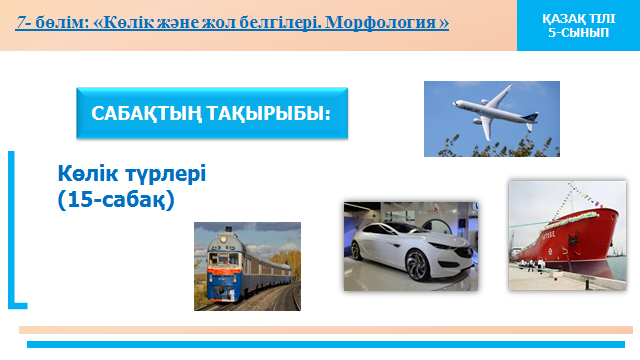 7- бөлім: «Көлік және жол белгілері. Морфология »
ҚАЗАҚ ТІЛІ
5-СЫНЫП
САБАҚТЫҢ ТАҚЫРЫБЫ:
Көлік түрлері
(15-сабақ)